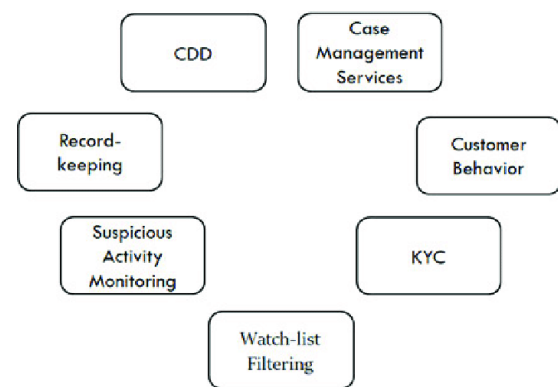 CDD
Case
Management
Services
Record-
keeping
Customer
Behavior
Suspicious
Activity
Monitoring
KYC
Watch-list
Filtering